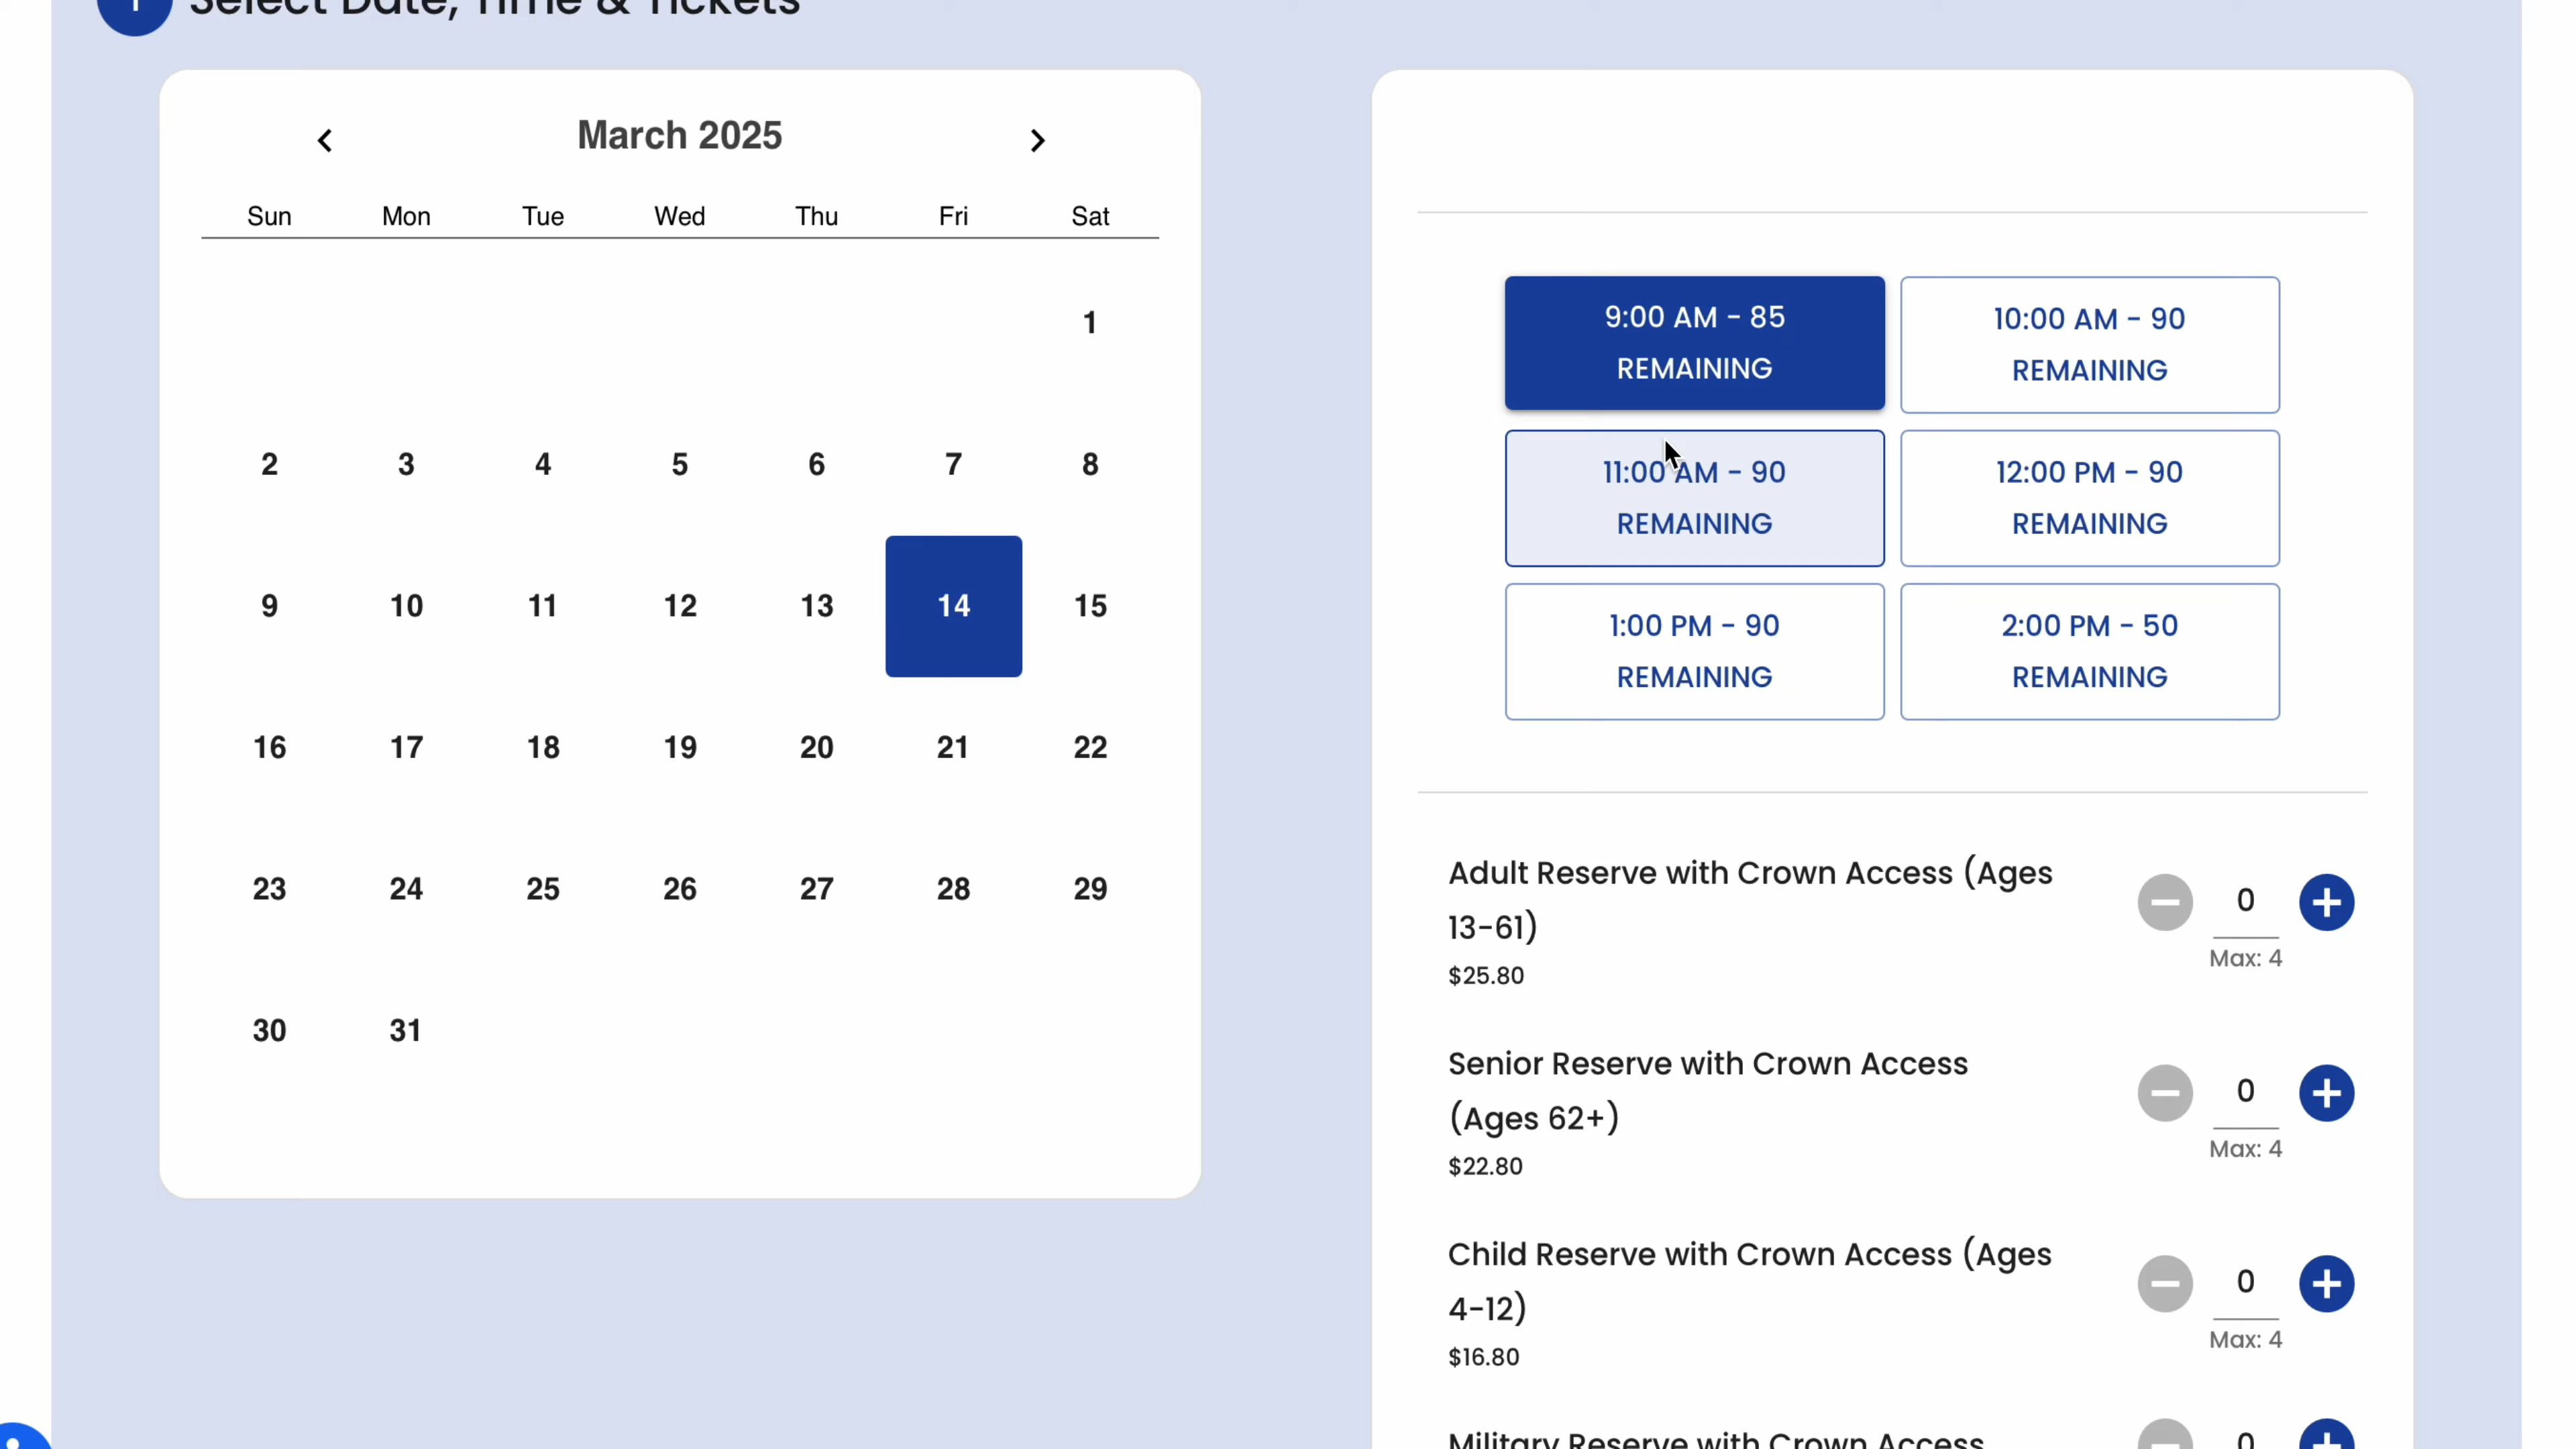 1 Select Date, Time & Tickets
March 2025
Sun Mon Tue Wed Thu Fri Sat
1
2 3 4 5 6 7 8
9 10 11 12 13 14 15
16 17 18 19 20 21 22
23 24 25 26 27 28 29
30 31
9:00 AM - 85
REMAINING
10:00 AM - 90
REMAINING
11:00 AM - 90
REMAINING
12:00 PM - 90
REMAINING
1:00 PM - 90
REMAINING
2:00 PM - 50
REMAINING
Adult Reserve with Crown Access (Ages
13-61)
$25.80
0
Max: 4
Senior Reserve with Crown Access
(Ages 62+)
$22.80
0
Max: 4
Child Reserve with Crown Access (Ages
4-12)
$16.80
0
Max: 4
Military Reserve with Crown Access
0